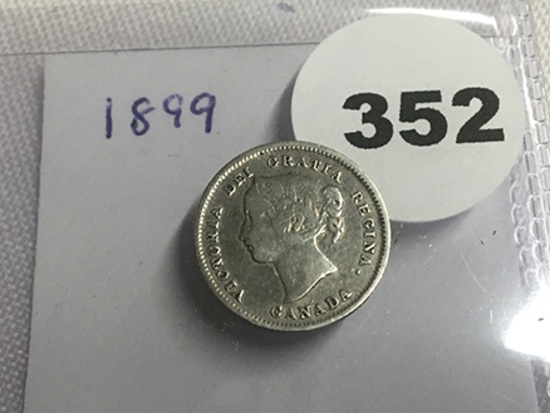 1899
352
VICTORIA DEI GRATIA REGINA.
CANADA